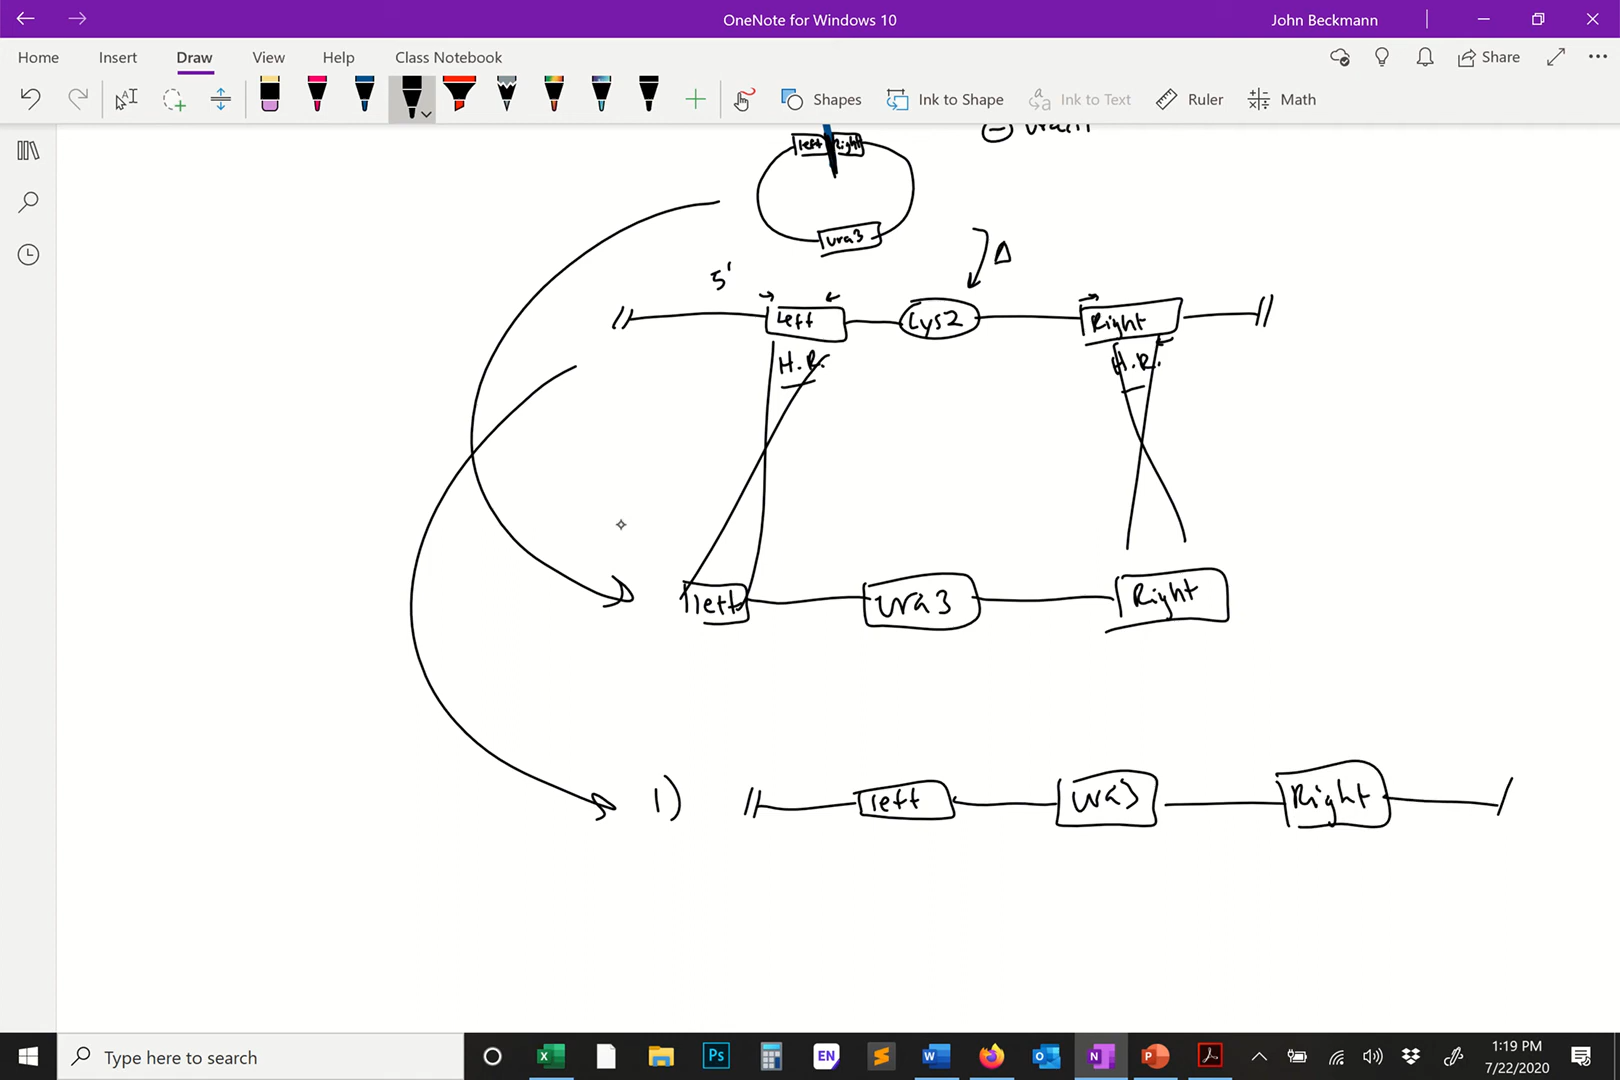 OneNote for Windows 10
John Beckmann
Home Insert Draw View Help Class Notebook
Share
Shapes Ink to Shape Ink to Text Ruler Math
left Right
ura3
Δ
5'
Left Lys2 Right
H.R. H.R.
left ura3 Right
1) left ura3 Right
Type here to search
EN
1:19 PM
7/22/2020